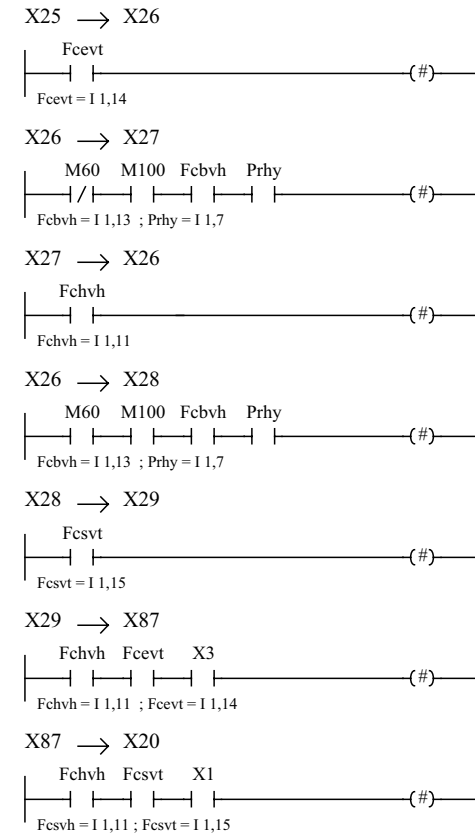 X25 → X26
Fcevt
(#)
Fcevt = I 1,14
X26 → X27
M60 M100 Fcbvh Prhy
(#)
Fcbvh = I 1,13 ; Prhy = I 1,7
X27 → X26
Fchvh
(#)
Fchvh = I 1,11
X26 → X28
M60 M100 Fcbvh Prhy
(#)
Fcbvh = I 1,13 ; Prhy = I 1,7
X28 → X29
Fcsvt
(#)
Fcsvt = I 1,15
X29 → X87
Fchvh Fcevt X3
(#)
Fchvh = I 1,11 ; Fcevt = I 1,14
X87 → X20
Fchvh Fcsvt X1
(#)
Fcsvh = I 1,11 ; Fcsvt = I 1,15